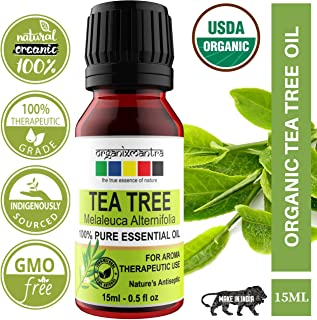 natural
organic
100%
100%
THERAPEUTIC
GRADE
INDIGENOUSLY
SOURCED
GMO
free
organixmantra
the true essence of nature
TEA TREE
Melaleuca Alternifolia
100% PURE ESSENTIAL OIL
FOR AROMA
THERAPEUTIC USE
Nature's Antiseptic
15ml - 0.5 fl oz
USDA
ORGANIC
ORGANIC TEA TREE OIL
MAKE IN INDIA
15ML